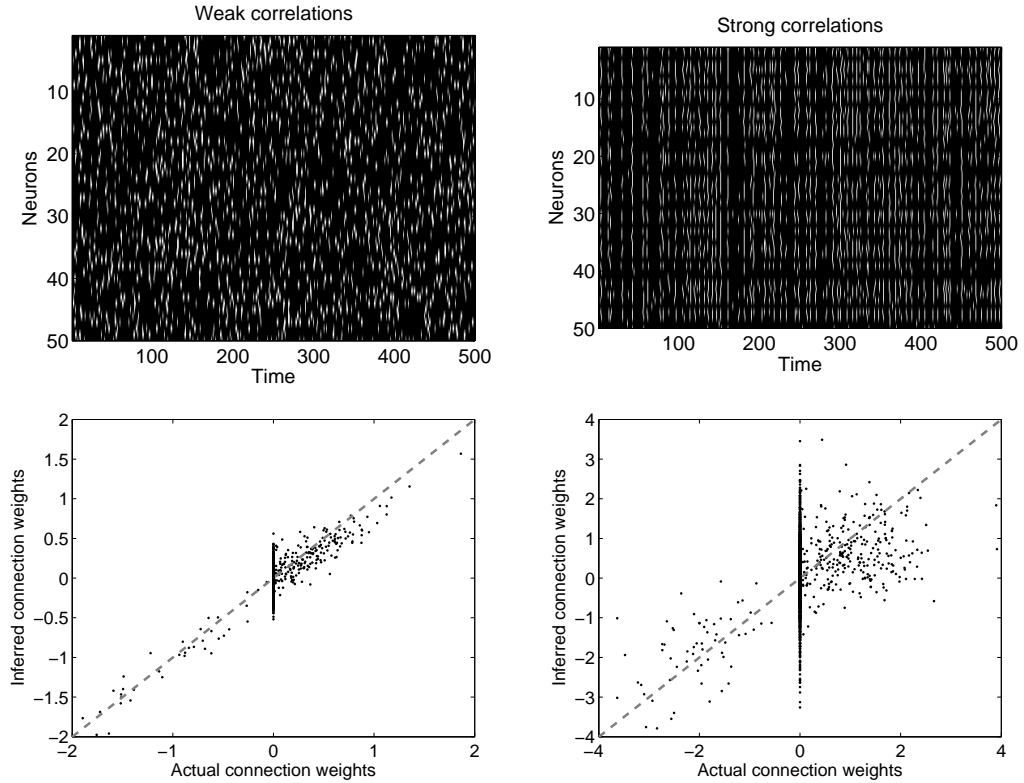 Weak correlations
Neurons
10
20
30
40
50
100 200 300 400 500
Time
Strong correlations
Neurons
10
20
30
40
50
100 200 300 400 500
Time
Inferred connection weights
2
1.5
1
0.5
0
−0.5
−1
−1.5
−2
−2 −1 0 1 2
Actual connection weights
Inferred connection weights
4
3
2
1
0
−1
−2
−3
−4
−4 −2 0 2 4
Actual connection weights